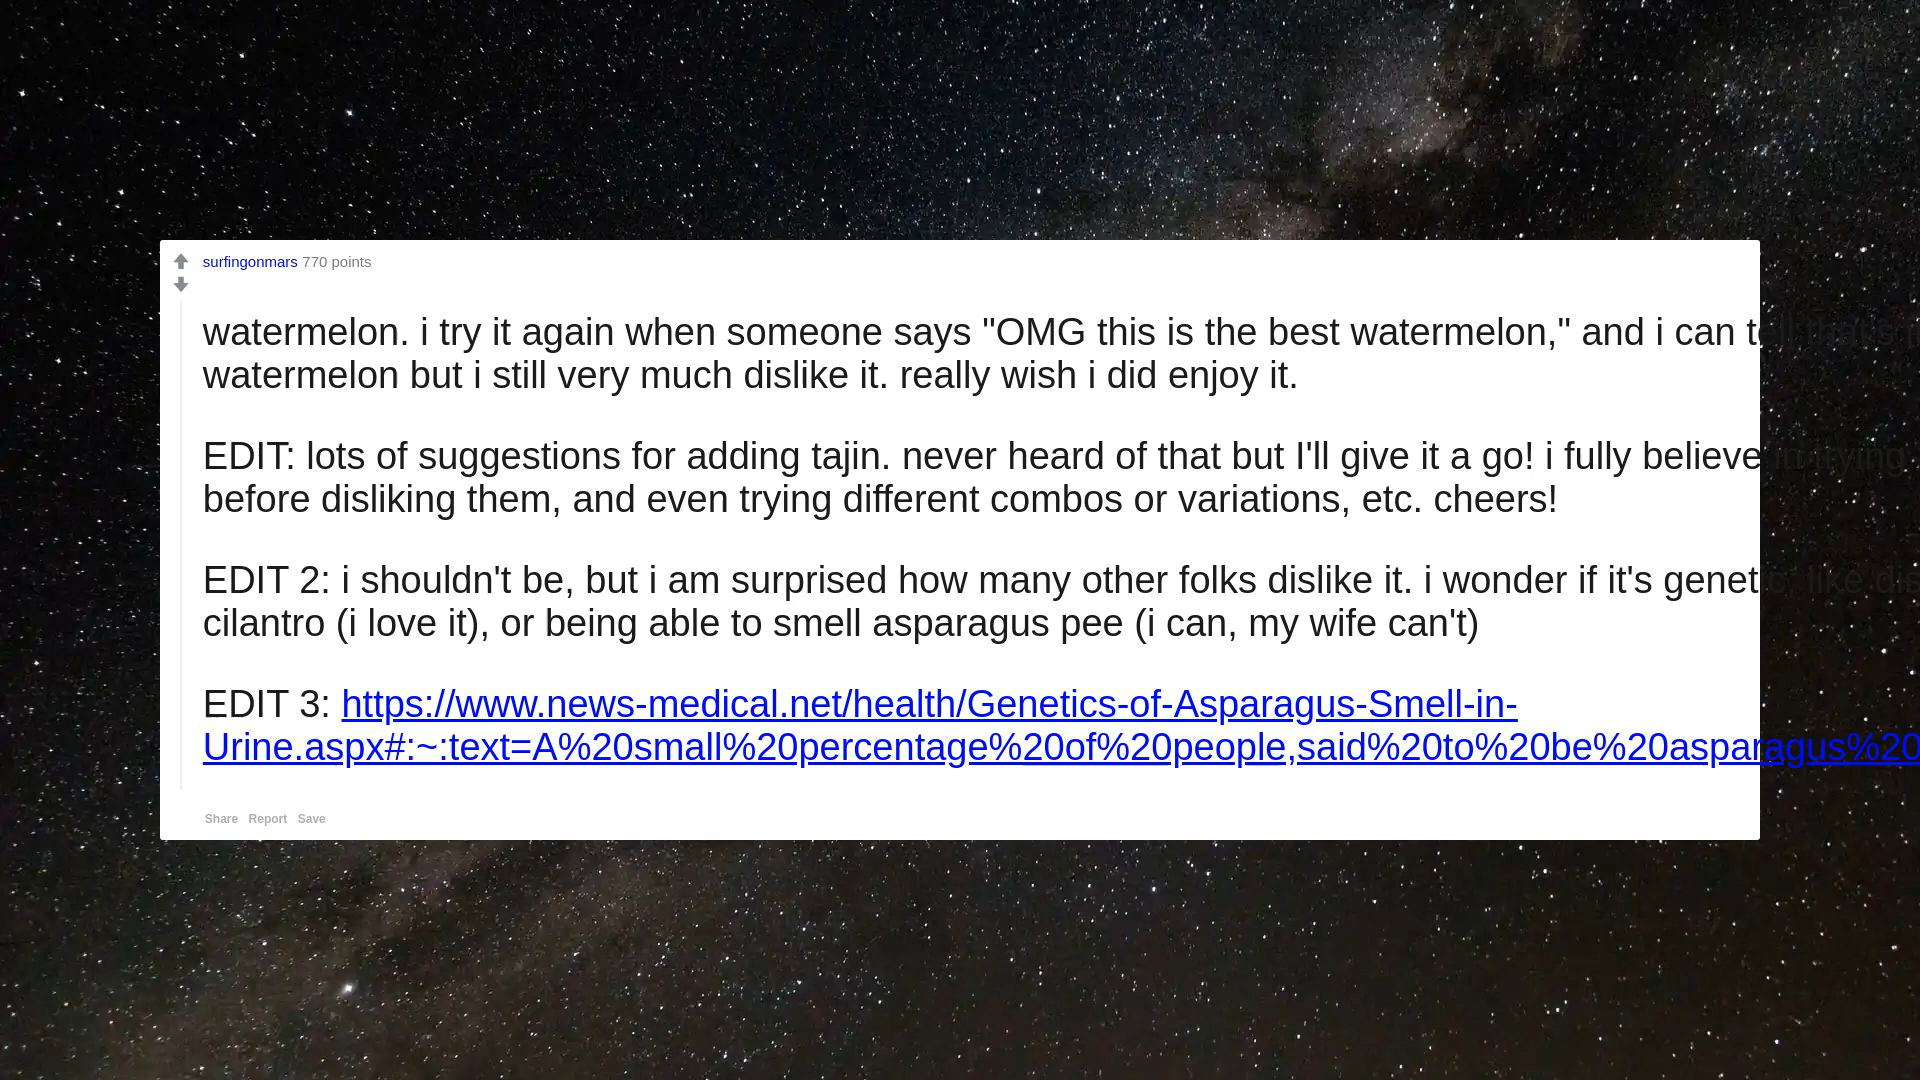 surfingonmars 770 points
watermelon. i try it again when someone says "OMG this is the best watermelon," and i can tell that's
watermelon but i still very much dislike it. really wish i did enjoy it.
EDIT: lots of suggestions for adding tajin. never heard of that but I'll give it a go! i fully believe in trying
before disliking them, and even trying different combos or variations, etc. cheers!
EDIT 2: i shouldn't be, but i am surprised how many other folks dislike it. i wonder if it's genetic, like
cilantro (i love it), or being able to smell asparagus pee (i can, my wife can't)
EDIT 3: https://www.news-medical.net/health/Genetics-of-Asparagus-Smell-in-
Urine.aspx#:~:text=A%20small%20percentage%20of%20people,said%20to%20be%20asparagus%20
Share Report Save